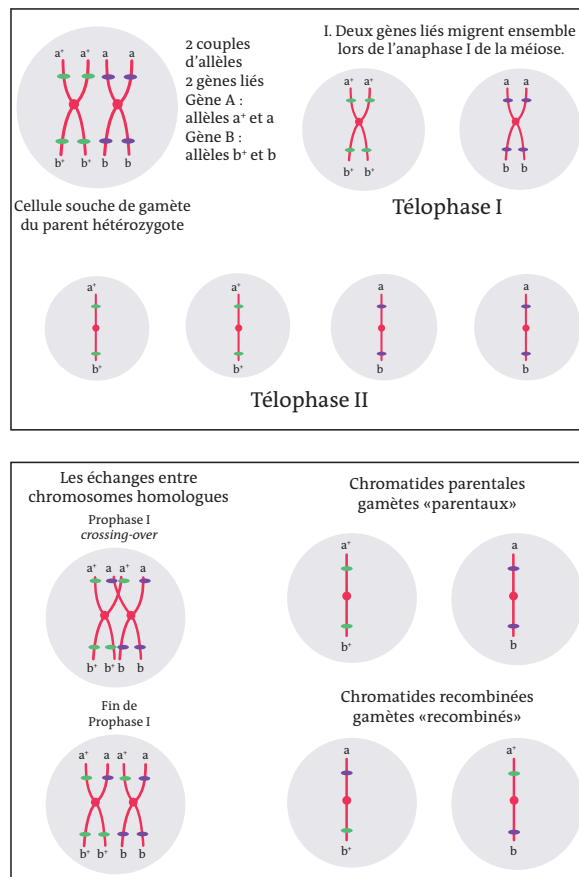 a⁺ a⁺ a a
b⁺ b⁺ b b
2 couples
d'allèles
2 gènes liés
Gène A :
allèles a⁺ et a
Gène B :
allèles b⁺ et b
Cellule souche de gamète
du parent hétérozygote
I. Deux gènes liés migrent ensemble
lors de l'anaphase I de la méiose.
a⁺ a⁺
b⁺ b⁺
a a
b b
Télophase I
a⁺
b⁺
a⁺
b⁺
a
b
a
b
Télophase II
Les échanges entre
chromosomes homologues
Prophase I
crossing-over
a⁺ a a⁺ a
b⁺ b⁺ b b
Fin de
Prophase I
a⁺ a a⁺ a
b⁺ b⁺ b b
Chromatides parentales
gamètes «parentaux»
a⁺
b⁺
a
b
Chromatides recombinées
gamètes «recombinés»
a
b⁺
a⁺
b